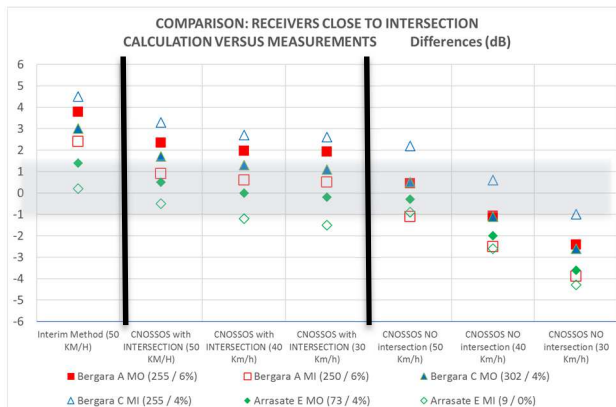 COMPARISON: RECEIVERS CLOSE TO INTERSECTION
CALCULATION VERSUS MEASUREMENTS Differences (dB)
6
5
4
3
2
1
0
-1
-2
-3
-4
-5
-6
Interim Method (50 KM/H)
CNOSSOS with INTERSECTION (50 KM/H)
CNOSSOS with INTERSECTION (40 Km/h)
CNOSSOS with INTERSECTION (30 Km/h)
CNOSSOS NO intersection (50 Km/h)
CNOSSOS NO intersection (40 Km/h)
CNOSSOS NO intersection (30 Km/h)
Bergara A MO (255 / 6%)
Bergara A MI (250 / 6%)
Bergara C MO (302 / 4%)
Bergara C MI (255 / 4%)
Arrasate E MO (73 / 4%)
Arrasate E MI (9 / 0%)